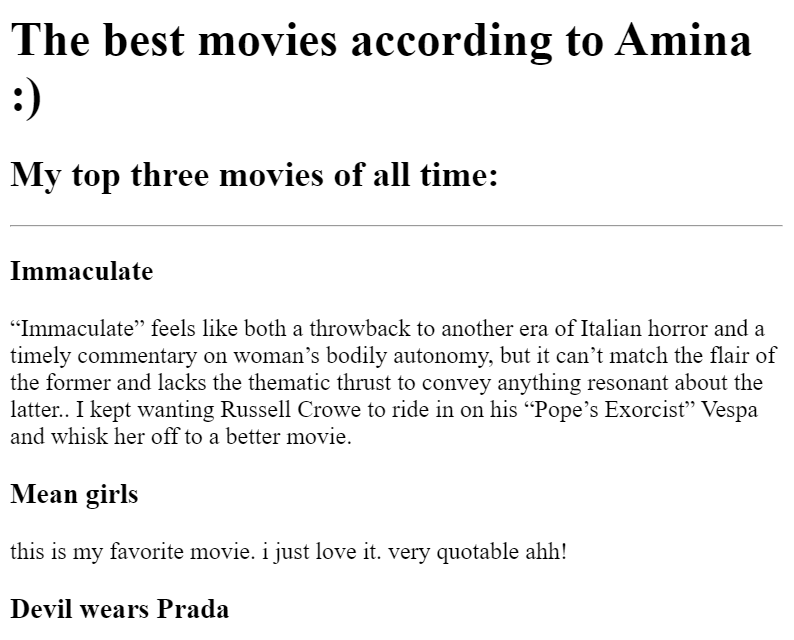 The best movies according to Amina
:)
My top three movies of all time:
Immaculate
“Immaculate” feels like both a throwback to another era of Italian horror and a
timely commentary on woman’s bodily autonomy, but it can’t match the flair of
the former and lacks the thematic thrust to convey anything resonant about the
latter.. I kept wanting Russell Crowe to ride in on his “Pope’s Exorcist” Vespa
and whisk her off to a better movie.
Mean girls
this is my favorite movie. i just love it. very quotable ahh!
Devil wears Prada